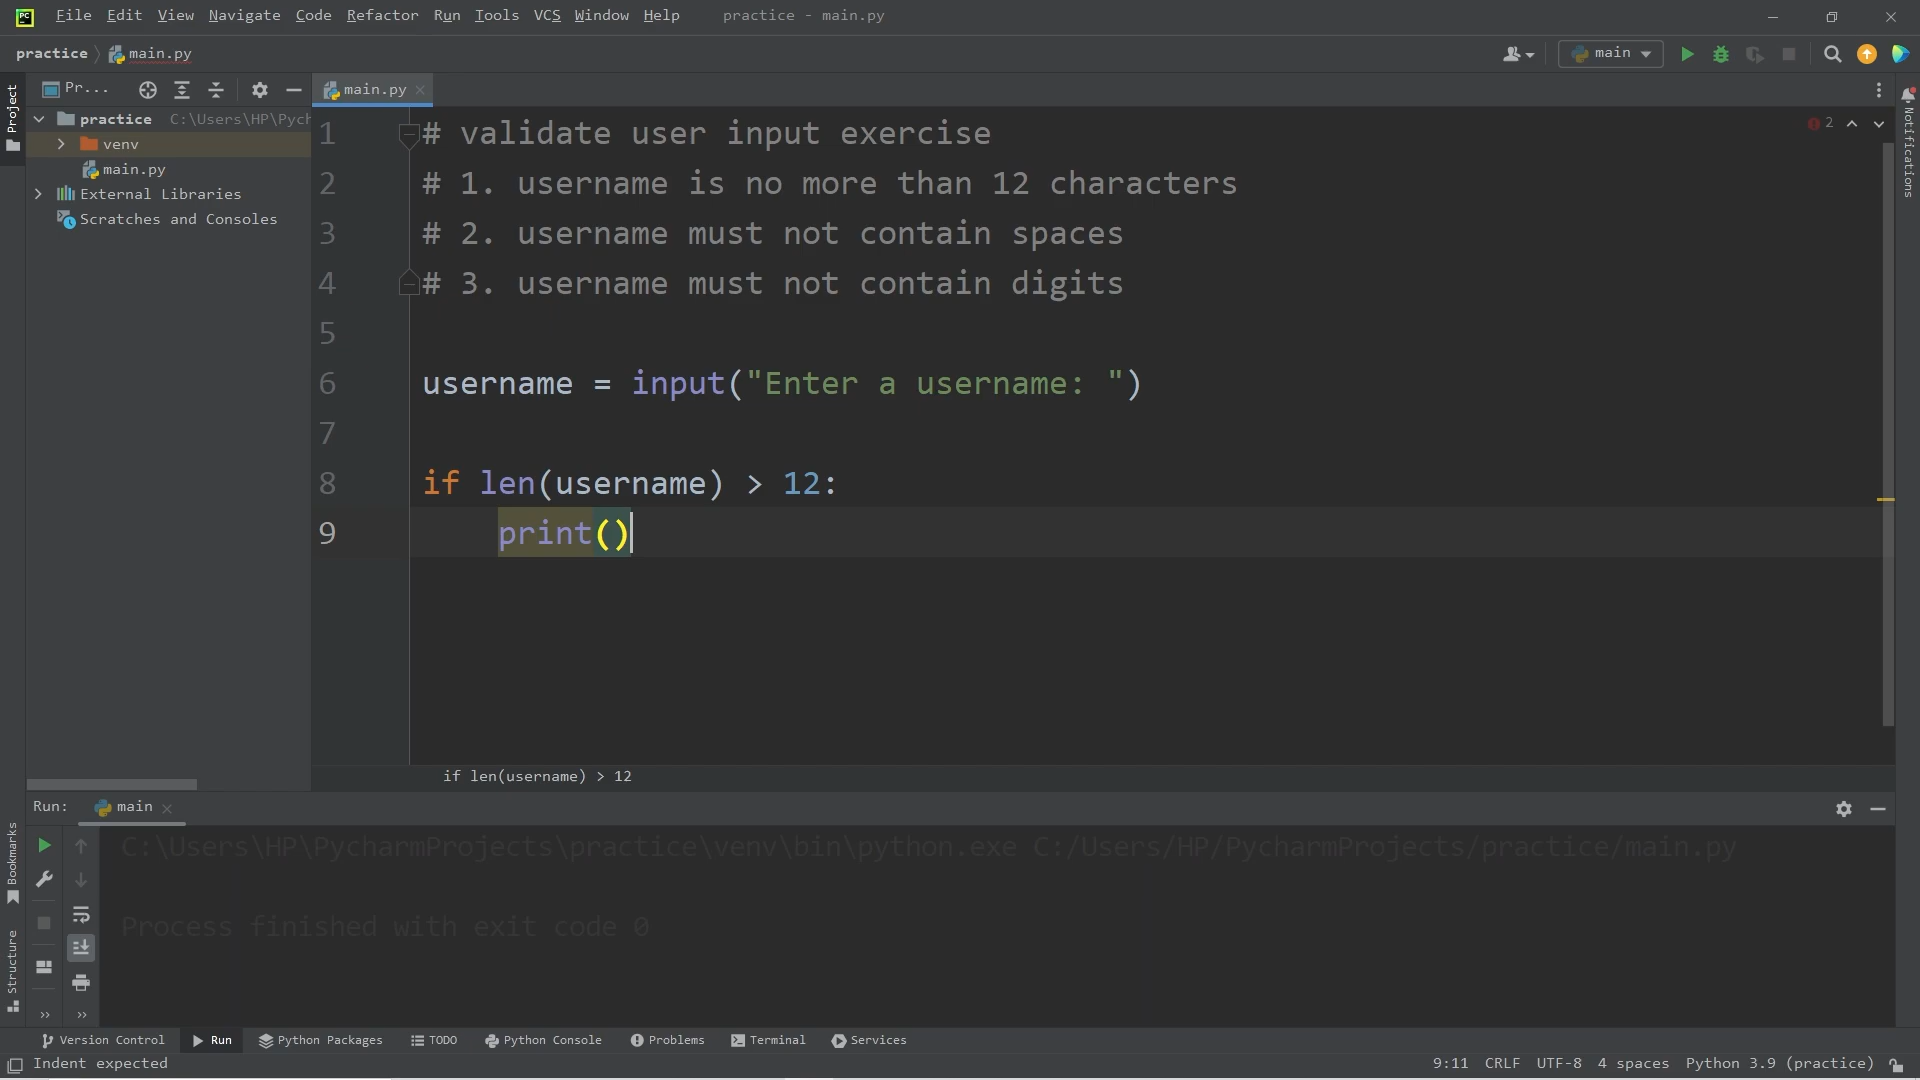 PC File Edit View Navigate Code Refactor Run Tools VCS Window Help practice - main.py
practice main.py main
Project Pr... main.py Notifications
practice C:\Users\HP\Pych
venv
main.py
External Libraries
Scratches and Consoles
2
1 # validate user input exercise
2 # 1. username is no more than 12 characters
3 # 2. username must not contain spaces
4 # 3. username must not contain digits
5
6 username = input("Enter a username: ")
7
8 if len(username) > 12:
9 print()
if len(username) > 12
Run: main
C:\Users\HP\PycharmProjects\practice\venv\bin\python.exe C:/Users/HP/PycharmProjects/practice/main.py
Process finished with exit code 0
Bookmarks
Structure
Version Control Run Python Packages TODO Python Console Problems Terminal Services
Indent expected 9:11 CRLF UTF-8 4 spaces Python 3.9 (practice)